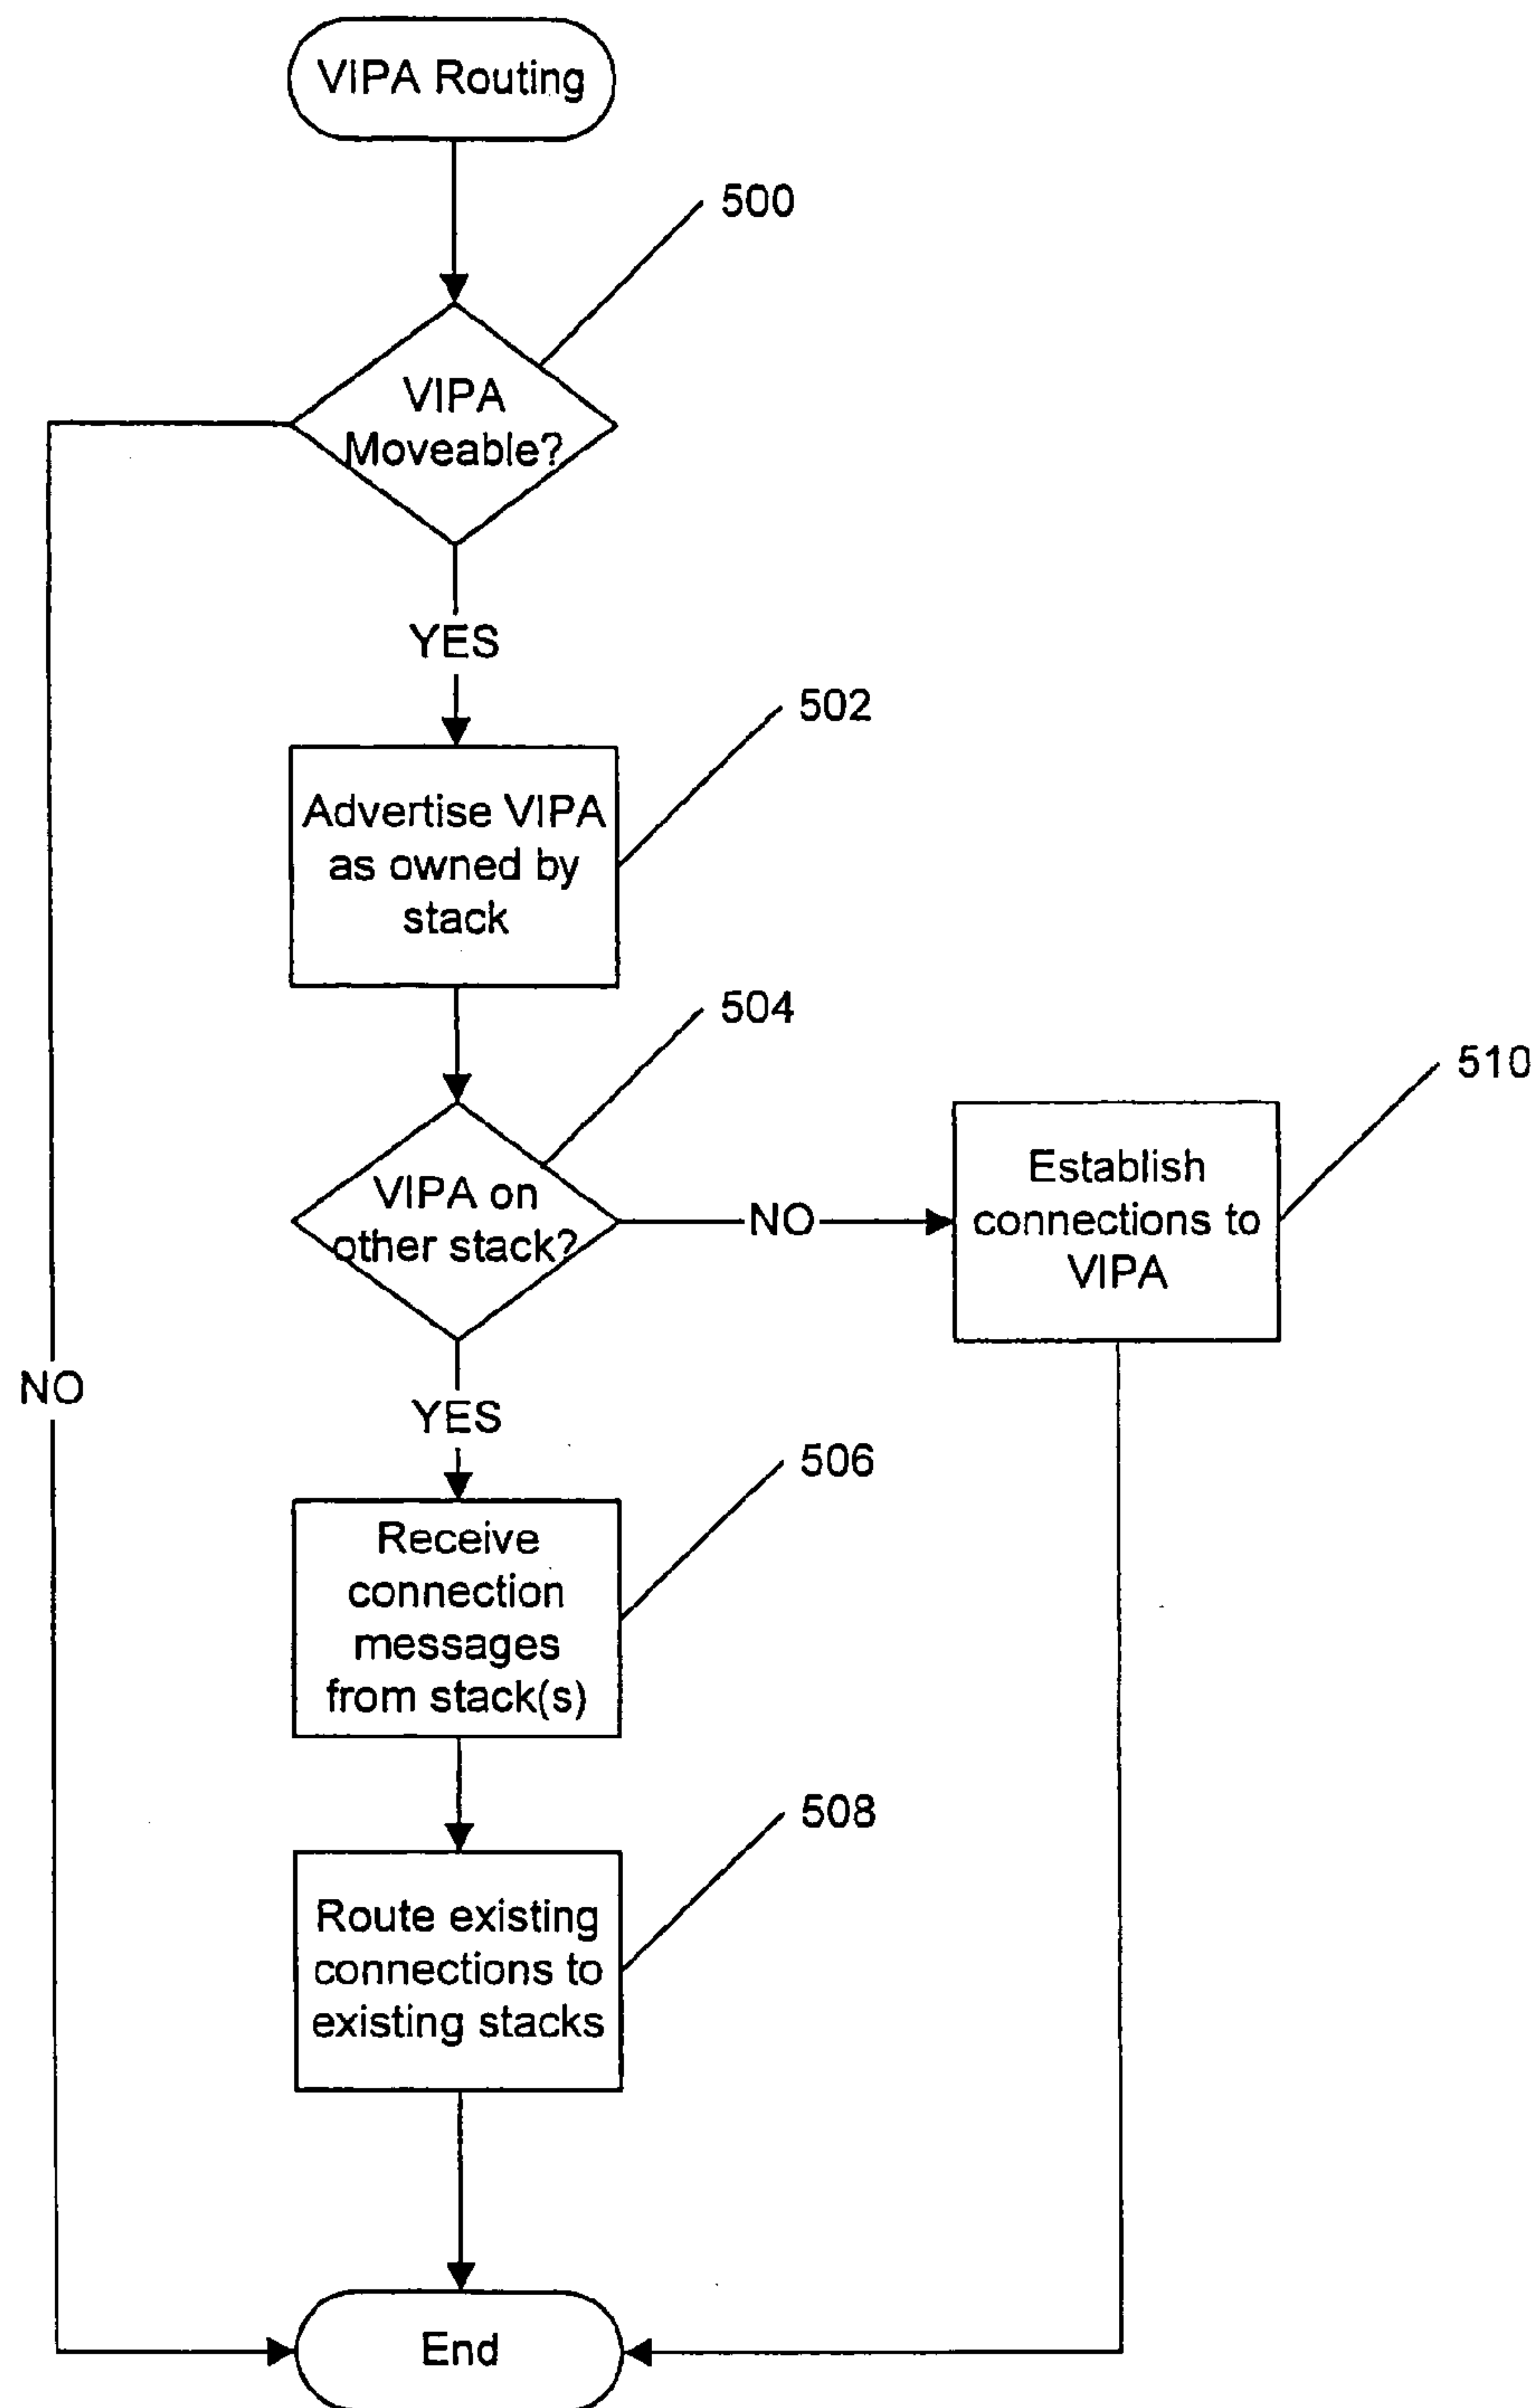 VIPA Routing
500
VIPA
Moveable?
YES
502
Advertise VIPA
as owned by
stack
504
VIPA on
other stack?
NO
510
Establish
connections to
VIPA
NO
YES
506
Receive
connection
messages
from stack(s)
508
Route existing
connections to
existing stacks
End